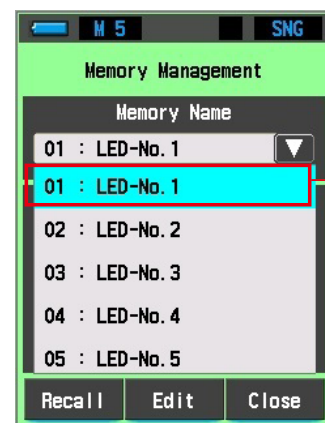 M 5 SNG
Memory Management
Memory Name
01 : LED-No. 1
01 : LED-No. 1
02 : LED-No. 2
03 : LED-No. 3
04 : LED-No. 4
05 : LED-No. 5
Recall Edit Close